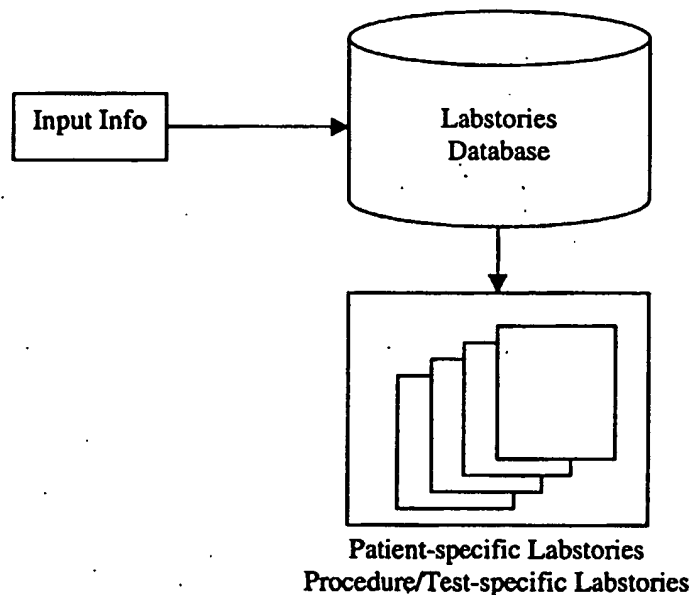 Input Info
Labstories
Database
Patient-specific Labstories
Procedure/Test-specific Labstories